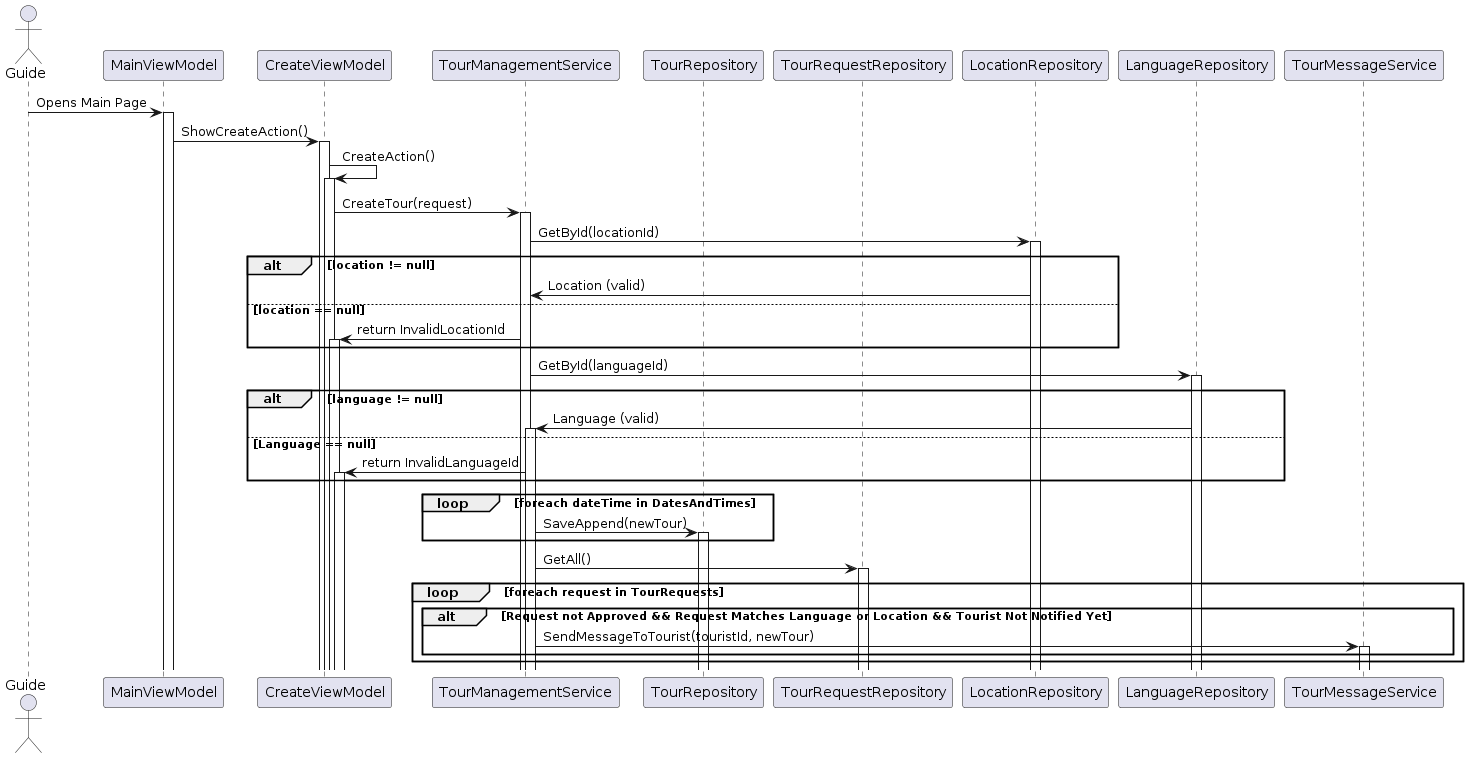 Guide
MainViewModel
CreateViewModel
TourManagementService
TourRepository
TourRequestRepository
LocationRepository
LanguageRepository
TourMessageService
Opens Main Page
ShowCreateAction()
CreateAction()
CreateTour(request)
GetById(locationId)
alt
[location != null]
Location (valid)
[location == null]
return InvalidLocationId
GetById(languageId)
alt
[language != null]
Language (valid)
[Language == null]
return InvalidLanguageId
loop
[foreach dateTime in DatesAndTimes]
SaveAppend(newTour)
GetAll()
loop
[foreach request in TourRequests]
alt
[Request not Approved && Request Matches Language or Location && Tourist Not Notified Yet]
SendMessageToTourist(touristId, newTour)
Guide
MainViewModel
CreateViewModel
TourManagementService
TourRepository
TourRequestRepository
LocationRepository
LanguageRepository
TourMessageService